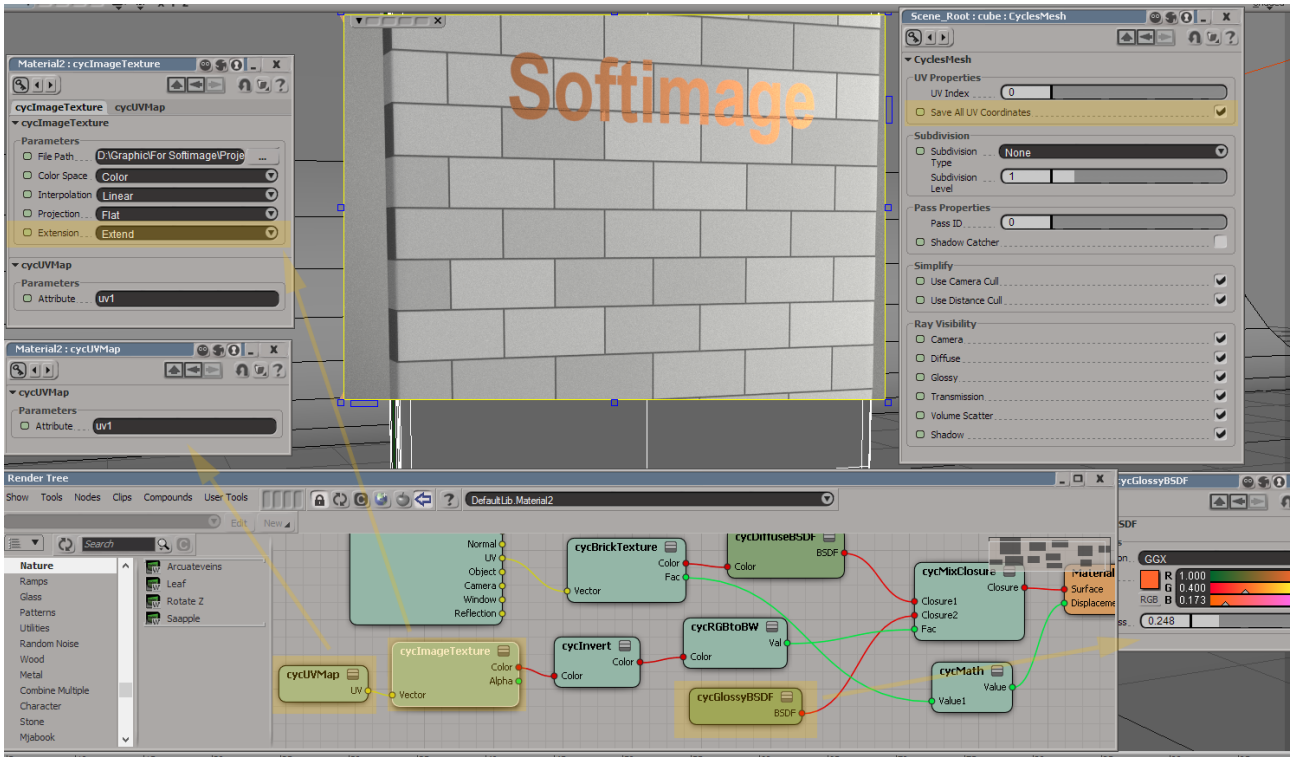 Material2 : cycImageTexture
cycImageTexture cycUVMap
cycImageTexture
Parameters
File Path D:\Graphic\For Softimage\Proje ...
Color Space Color
Interpolation Linear
Projection Flat
Extension Extend
cycUVMap
Parameters
Attribute uv1
Material2 : cycUVMap
cycUVMap
Parameters
Attribute uv1
Softimage
Scene_Root : cube : CyclesMesh
CyclesMesh
UV Properties
UV Index 0
Save All UV Coordinates
Subdivision
Subdivision Type None
Subdivision Level 1
Pass Properties
Pass ID 0
Shadow Catcher
Simplify
Use Camera Cull
Use Distance Cull
Ray Visibility
Camera
Diffuse
Glossy
Transmission
Volume Scatter
Shadow
Render Tree
Show Tools Nodes Clips Compounds User Tools DefaultLib.Material2
Edit New
Search
Nature
Ramps
Glass
Patterns
Utilities
Random Noise
Wood
Metal
Combine Multiple
Character
Stone
Mjabook
Arcuateveins
Leaf
Rotate Z
Saapple
Normal
UV
Object
Camera
Window
Reflection
cycBrickTexture
Color
Fac
Vector
cycDiffuseBSDF
BSDF
Color
cycMixClosure
Closure
Closure1
Closure2
Fac
Material
Surface
Displaceme
cycUVMap
UV
cycImageTexture
Color
Alpha
Vector
cycInvert
Color
Color
cycRGBtoBW
Val
Color
cycGlossyBSDF
BSDF
cycMath
Value
Value1
ycGlossyBSDF
SDF
GGX
R 1.000
G 0.400
RGB B 0.173
ss 0.248